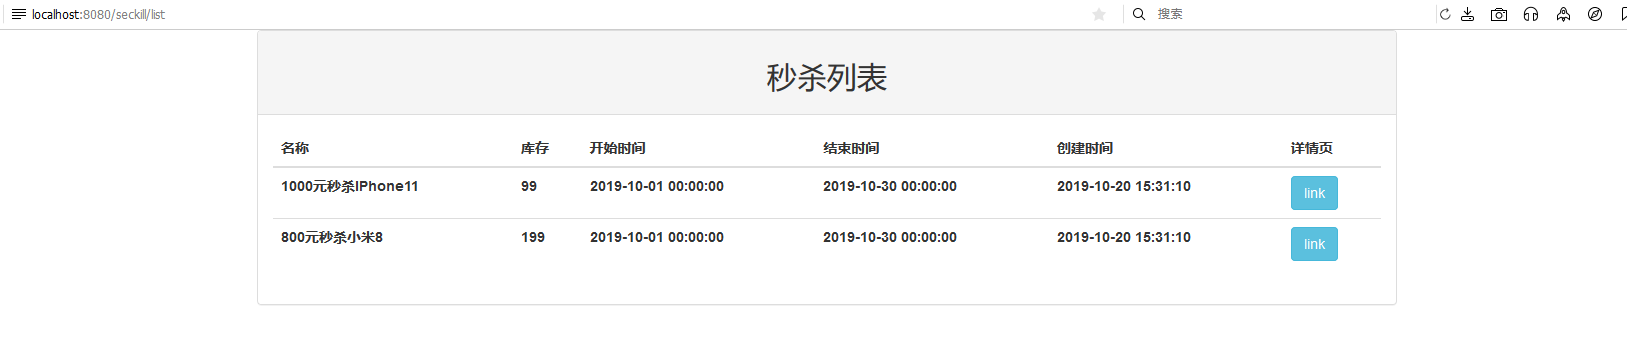 localhost:8080/seckill/list 搜索
秒杀列表
名称 库存 开始时间 结束时间 创建时间 详情页
1000元秒杀IPhone11 99 2019-10-01 00:00:00 2019-10-30 00:00:00 2019-10-20 15:31:10 link
800元秒杀小米8 199 2019-10-01 00:00:00 2019-10-30 00:00:00 2019-10-20 15:31:10 link